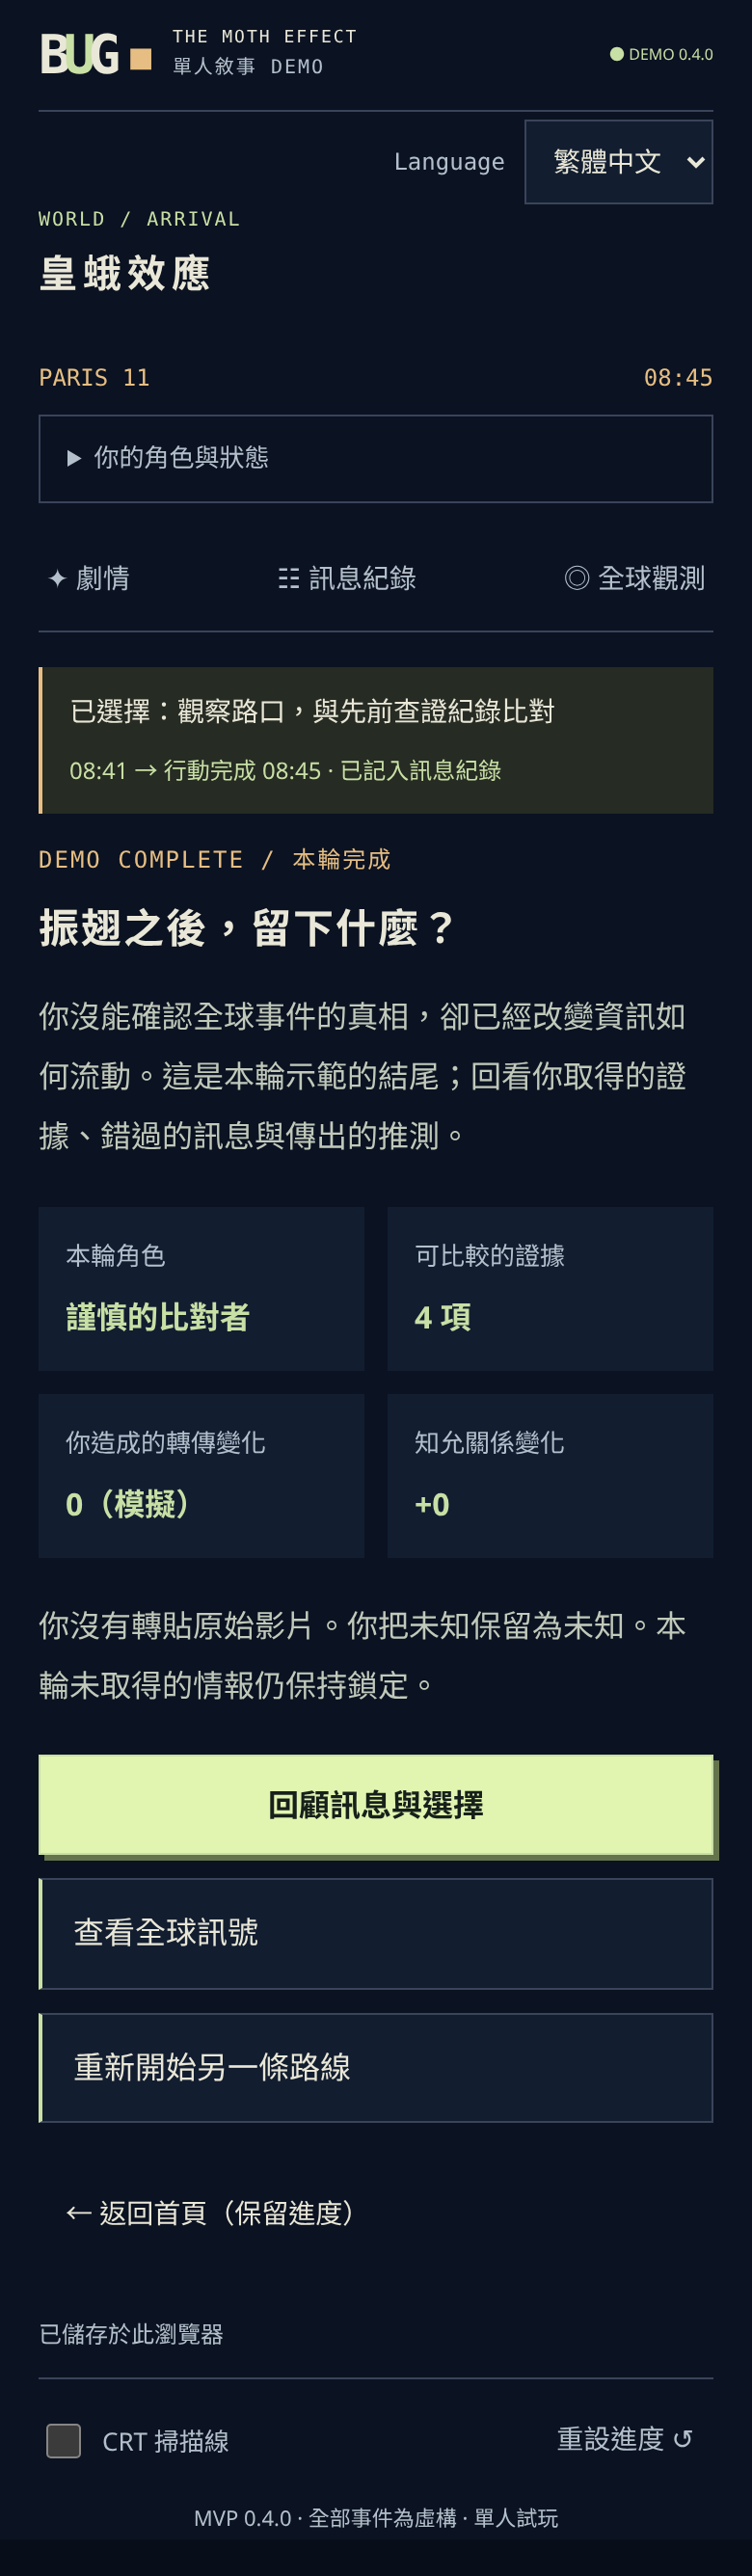 BUG
THE MOTH EFFECT
單人敘事 DEMO
DEMO 0.4.0
Language
繁體中文
WORLD / ARRIVAL
皇蛾效應
PARIS 11
08:45
▶ 你的角色與狀態
✦ 劇情
☷ 訊息紀錄
◎ 全球觀測
已選擇：觀察路口，與先前查證紀錄比對
08:41 → 行動完成 08:45 · 已記入訊息紀錄
DEMO COMPLETE / 本輪完成
振翅之後，留下什麼？
你沒能確認全球事件的真相，卻已經改變資訊如
何流動。這是本輪示範的結尾；回看你取得的證
據、錯過的訊息與傳出的推測。
本輪角色
謹慎的比對者
可比較的證據
4 項
你造成的轉傳變化
0（模擬）
知允關係變化
+0
你沒有轉貼原始影片。你把未知保留為未知。本
輪未取得的情報仍保持鎖定。
回顧訊息與選擇
查看全球訊號
重新開始另一條路線
← 返回首頁（保留進度）
已儲存於此瀏覽器
CRT 掃描線
重設進度 ↺
MVP 0.4.0 · 全部事件為虛構 · 單人試玩